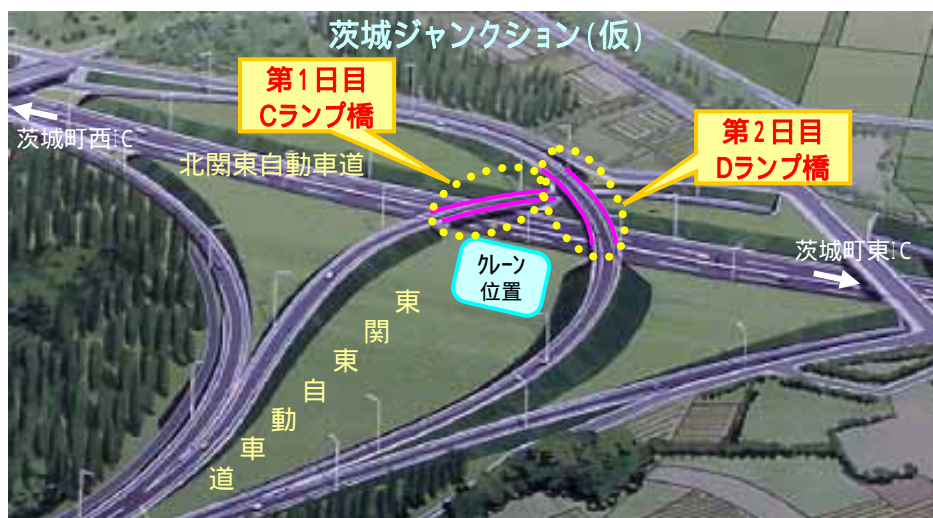 茨城ジャンクション(仮)
第1日目
Cランプ橋
茨城町西IC
北関東自動車道
第2日目
Dランプ橋
茨城町東IC
クレーン
位置
東関東自動車道